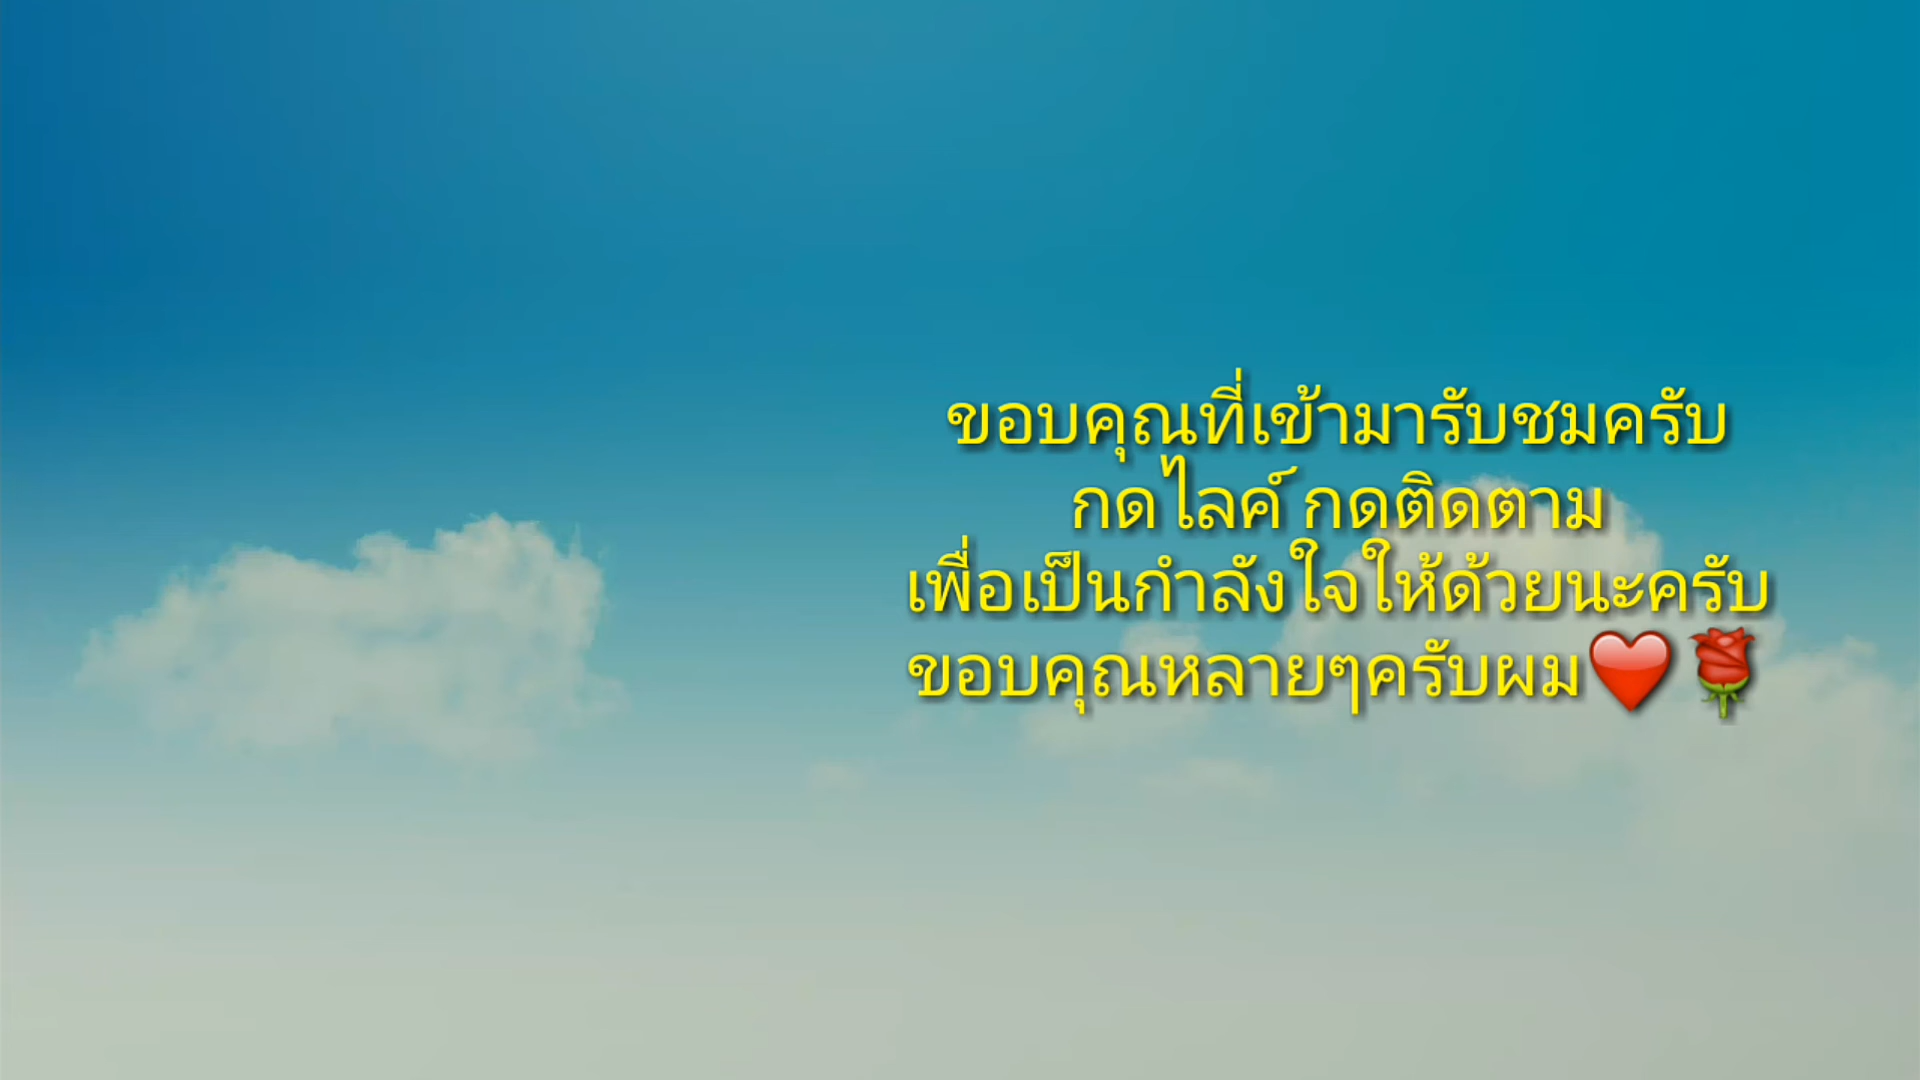 ขอบคุณที่เข้ามารับชมครับ
กดไลค์ กดติดตาม
เพื่อเป็นกำลังใจให้ด้วยนะครับ
ขอบคุณหลายๆครับผม❤️🌹